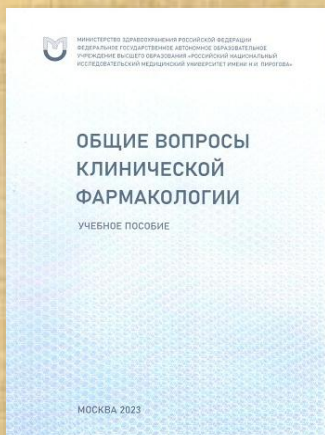 МИНИСТЕРСТВО ЗДРАВООХРАНЕНИЯ РОССИЙСКОЙ ФЕДЕРАЦИИ
ФЕДЕРАЛЬНОЕ ГОСУДАРСТВЕННОЕ АВТОНОМНОЕ ОБРАЗОВАТЕЛЬНОЕ
УЧРЕЖДЕНИЕ ВЫСШЕГО ОБРАЗОВАНИЯ «РОССИЙСКИЙ НАЦИОНАЛЬНЫЙ
ИССЛЕДОВАТЕЛЬСКИЙ МЕДИЦИНСКИЙ УНИВЕРСИТЕТ ИМЕНИ Н.И. ПИРОГОВА»
ОБЩИЕ ВОПРОСЫ
КЛИНИЧЕСКОЙ
ФАРМАКОЛОГИИ
УЧЕБНОЕ ПОСОБИЕ
МОСКВА 2023